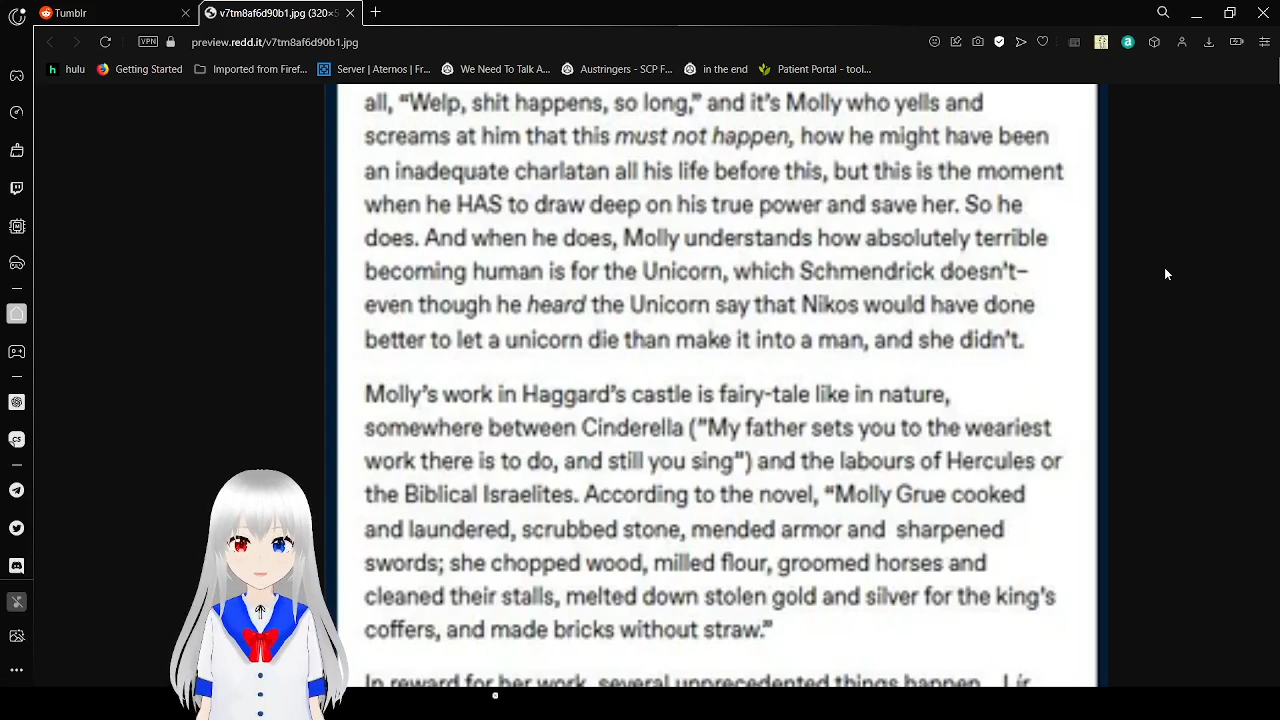 Tumblr
v7tm8af6d90b1.jpg (320×5
VPN
preview.redd.it/v7tm8af6d90b1.jpg
h hulu
Getting Started
Imported from Firef...
Server | Aternos | Fr...
We Need To Talk A...
Austringers - SCP F...
in the end
Patient Portal - tool...
all, “Welp, shit happens, so long,” and it’s Molly who yells and
screams at him that this must not happen, how he might have been
an inadequate charlatan all his life before this, but this is the moment
when he HAS to draw deep on his true power and save her. So he
does. And when he does, Molly understands how absolutely terrible
becoming human is for the Unicorn, which Schmendrick doesn’t–
even though he heard the Unicorn say that Nikos would have done
better to let a unicorn die than make it into a man, and she didn’t.
Molly’s work in Haggard’s castle is fairy-tale like in nature,
somewhere between Cinderella (“My father sets you to the weariest
work there is to do, and still you sing”) and the labours of Hercules or
the Biblical Israelites. According to the novel, “Molly Grue cooked
and laundered, scrubbed stone, mended armor and sharpened
swords; she chopped wood, milled flour, groomed horses and
cleaned their stalls, melted down stolen gold and silver for the king’s
coffers, and made bricks without straw.”
In reward for her work, several unprecedented things happen. Lír